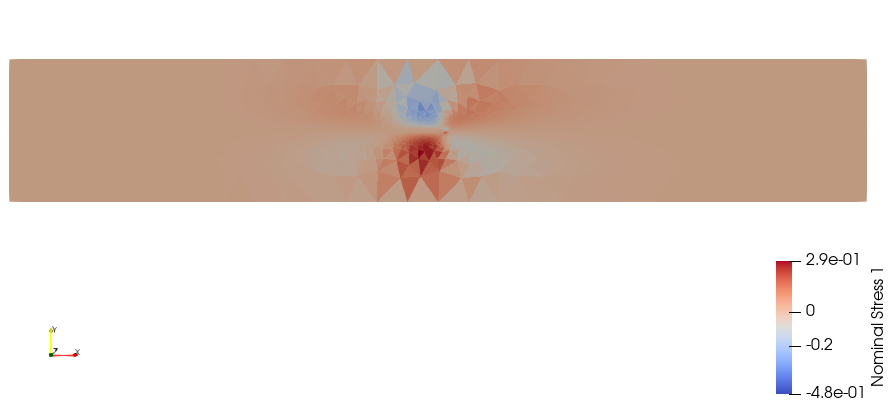 2.9e-01
0
-0.2
-4.8e-01
Nominal Stress 1
Y
Z
X